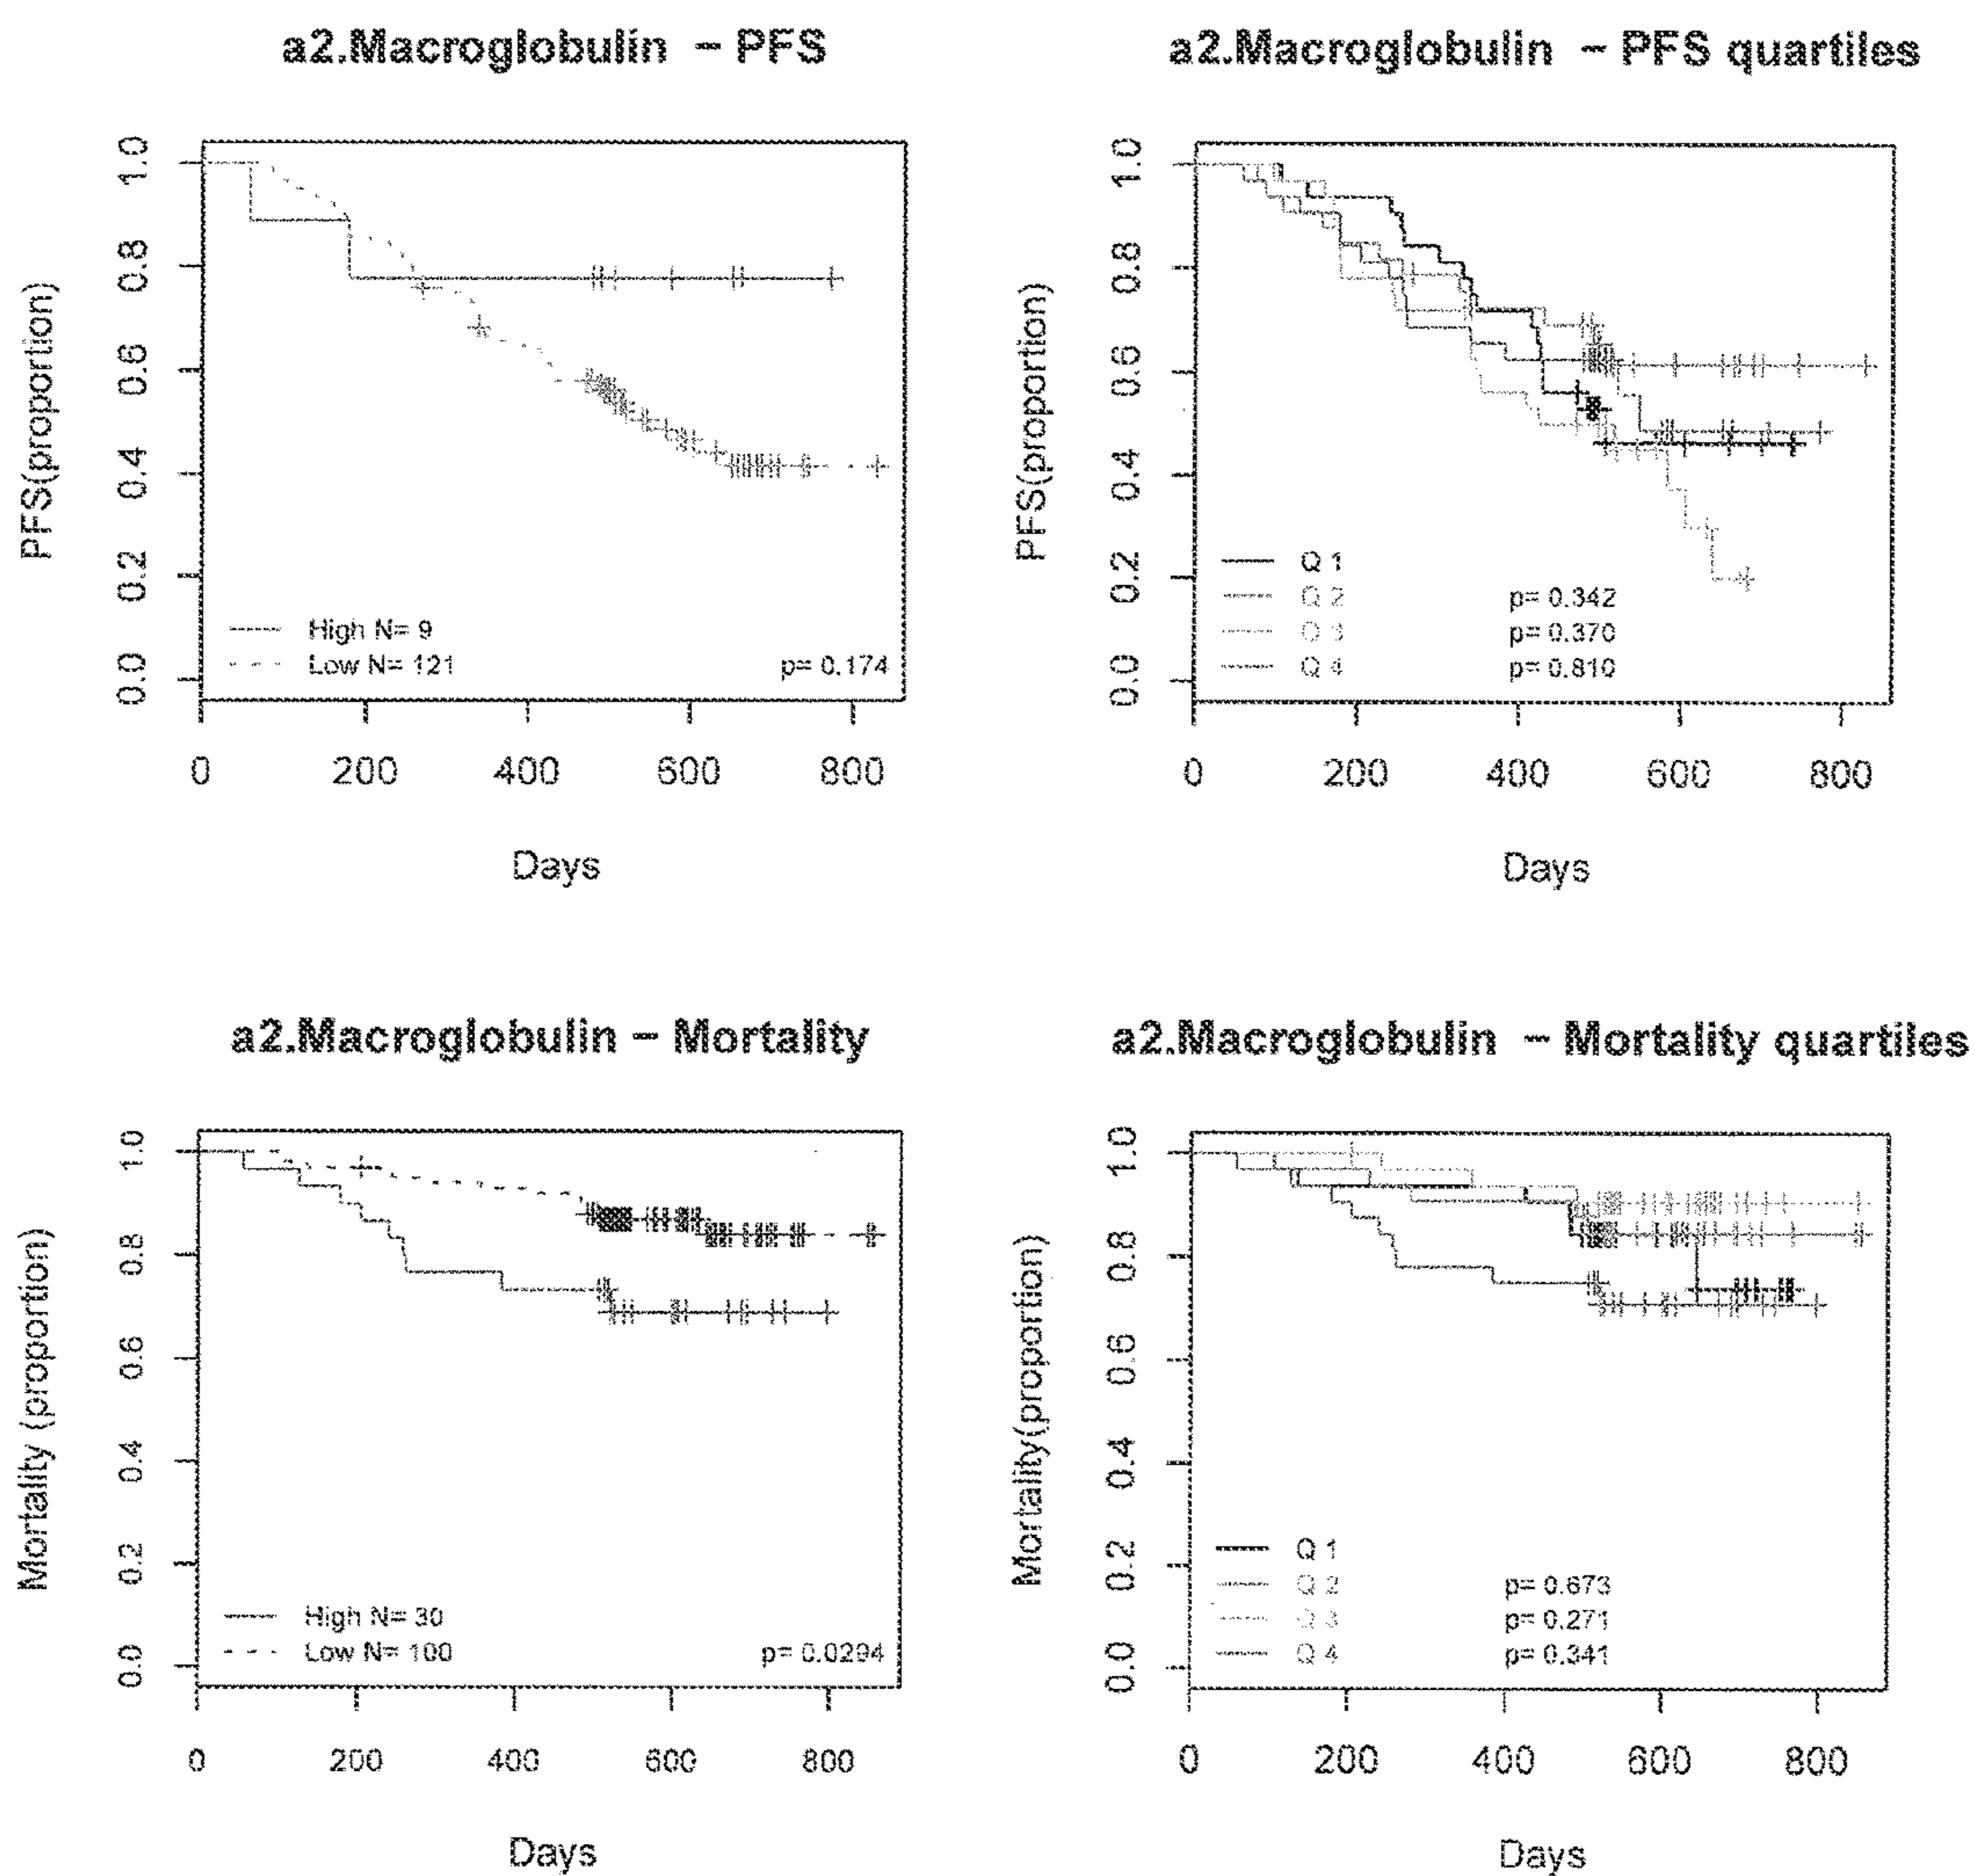 a2.Macroglobulin – PFS
PFS(proportion)
1.0
0.8
0.6
0.4
0.2
0.0
High N= 9
Low N= 121
p= 0.174
0 200 400 600 800
Days
a2.Macroglobulin – PFS quartiles
PFS(proportion)
1.0
0.8
0.6
0.4
0.2
0.0
Q 1
Q 2 p= 0.342
Q 3 p= 0.370
Q 4 p= 0.810
0 200 400 600 800
Days
a2.Macroglobulin – Mortality
Mortality (proportion)
1.0
0.8
0.6
0.4
0.2
0.0
High N= 30
Low N= 100
p= 0.0294
0 200 400 600 800
Days
a2.Macroglobulin – Mortality quartiles
Mortality(proportion)
1.0
0.8
0.6
0.4
0.2
0.0
Q 1
Q 2 p= 0.673
Q 3 p= 0.271
Q 4 p= 0.341
0 200 400 600 800
Days